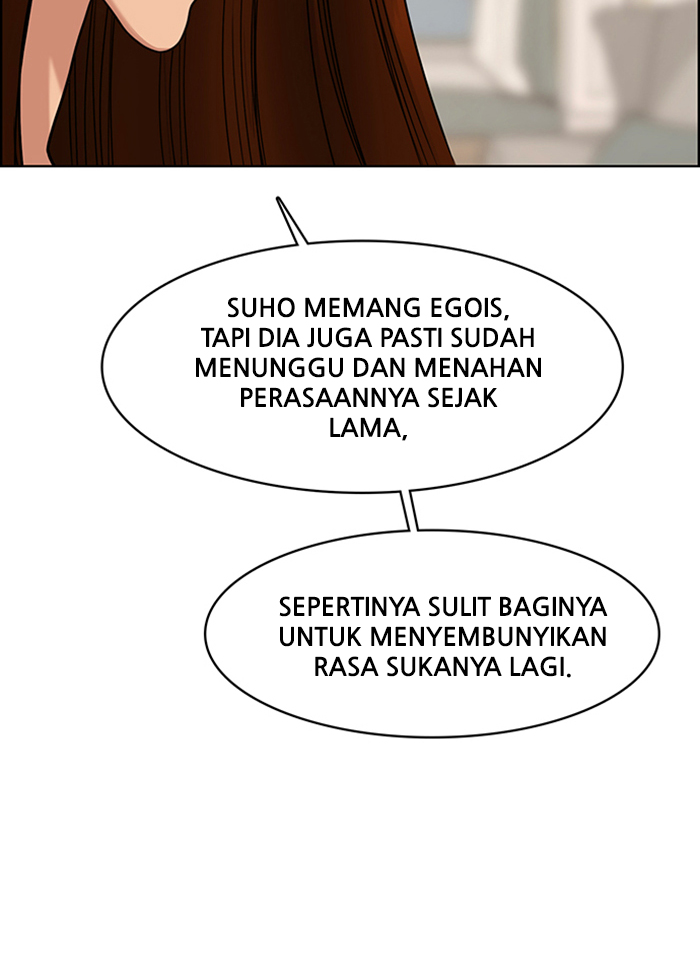 SUHO MEMANG EGOIS,
TAPI DIA JUGA PASTI SUDAH
MENUNGGU DAN MENAHAN
PERASAANNYA SEJAK
LAMA,
SEPERTINYA SULIT BAGINYA
UNTUK MENYEMBUNYIKAN
RASA SUKANYA LAGI.